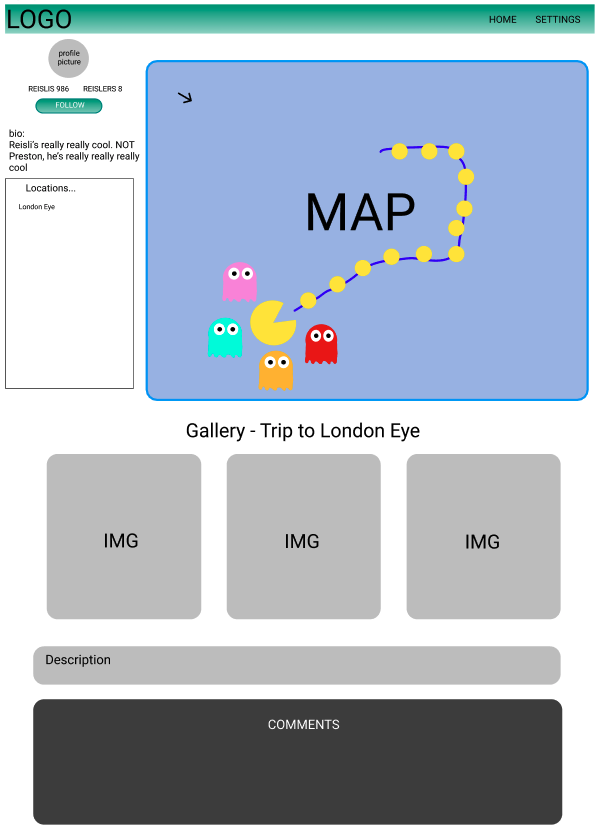 LOGO
HOME SETTINGS
profile
picture
REISLIS 986 REISLERS 8
FOLLOW
bio:
Reisli's really really cool. NOT
Preston, he's really really really
cool
Locations...
London Eye
MAP
Gallery - Trip to London Eye
IMG IMG IMG
Description
COMMENTS